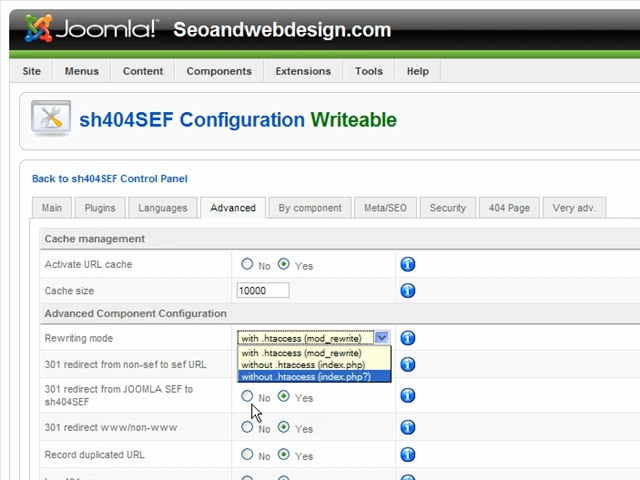 Joomla!™ Seoandwebdesign.com
Site Menus Content Components Extensions Tools Help
sh404SEF Configuration Writeable
Back to sh404SEF Control Panel
Main Plugins Languages Advanced By component Meta/SEO Security 404 Page Very adv.
Cache management
Activate URL cache No Yes
Cache size 10000
Advanced Component Configuration
Rewriting mode with .htaccess (mod_rewrite)
with .htaccess (mod_rewrite)
301 redirect from non-sef to sef URL without .htaccess (index.php)
without .htaccess (index.php?)
301 redirect from JOOMLA SEF to
sh404SEF No Yes
301 redirect www/non-www No Yes
Record duplicated URL No Yes